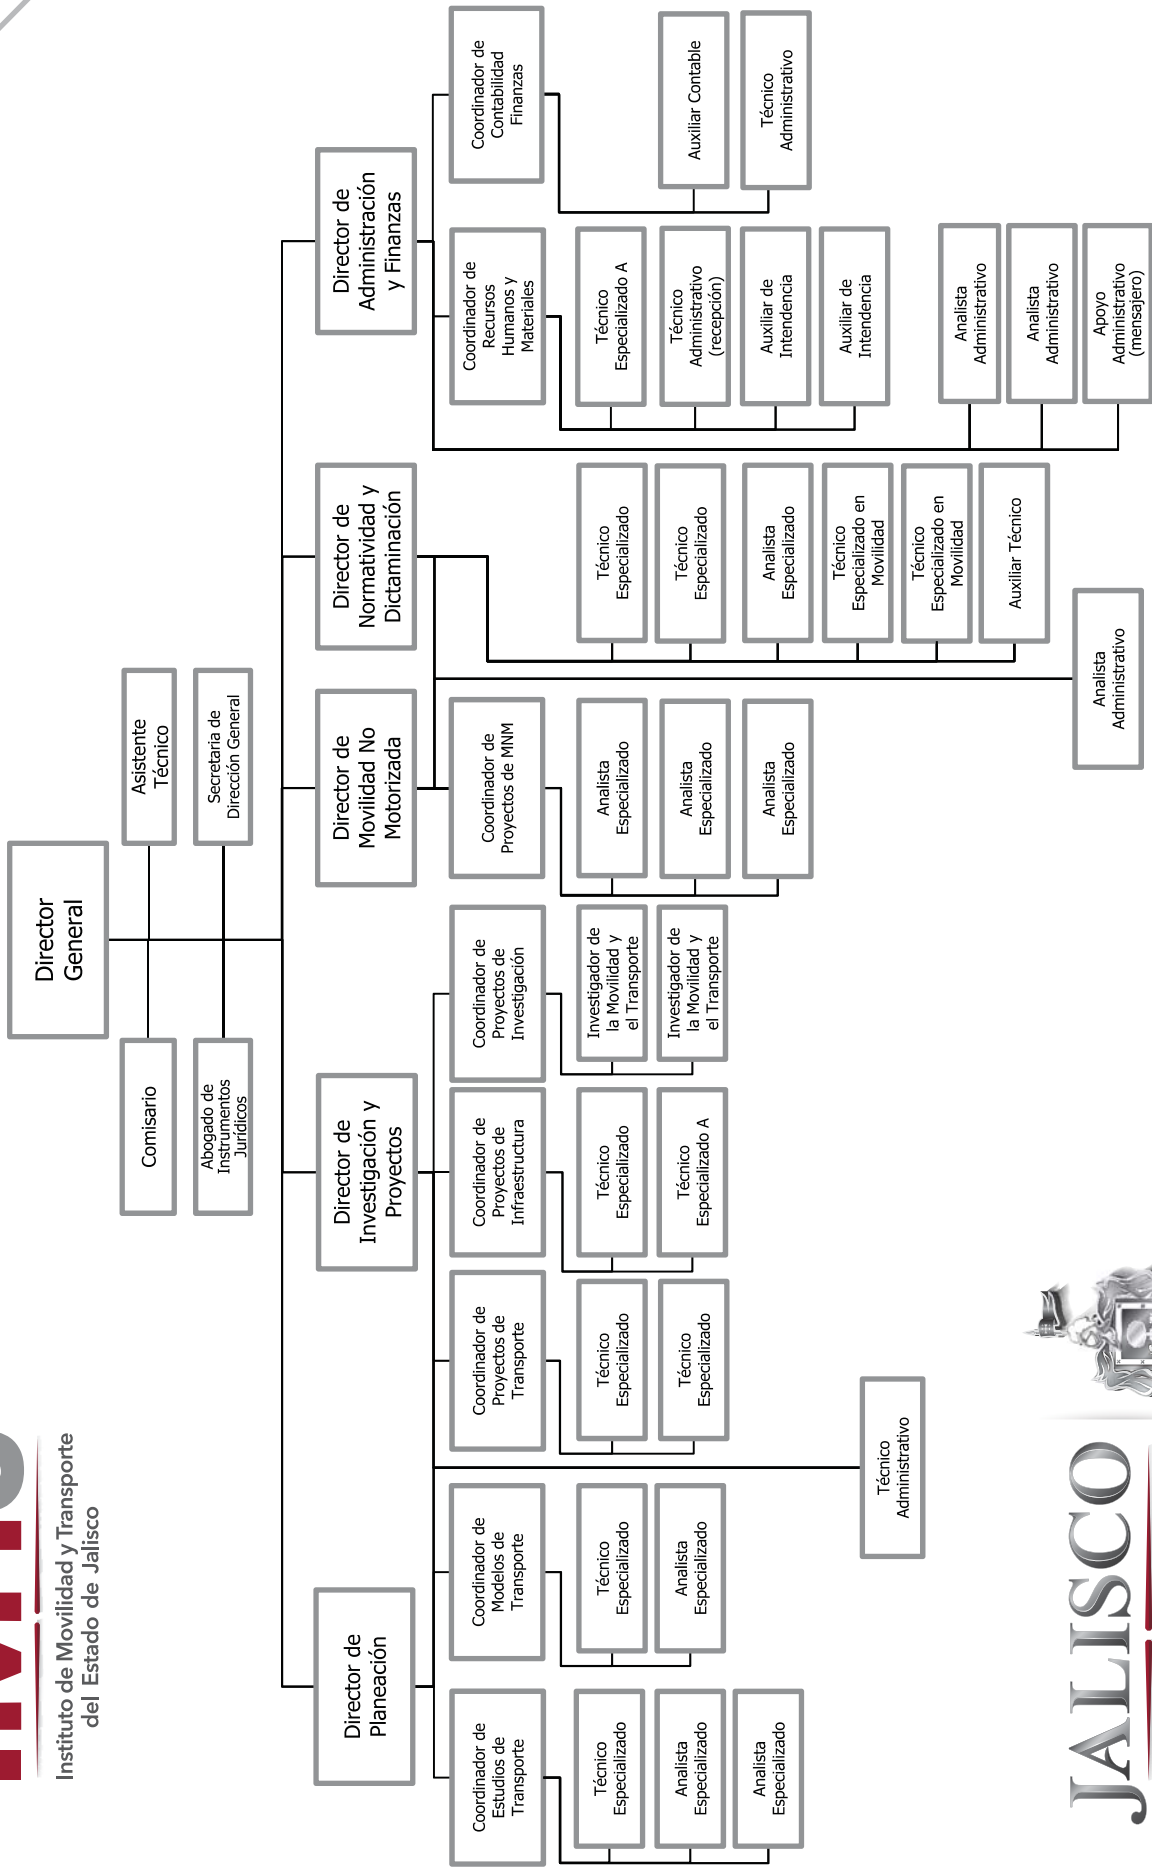 Instituto de Movilidad y Transporte
del Estado de Jalisco
Director
General
Comisario
Asistente
Técnico
Abogado de
Instrumentos
Jurídicos
Secretaria de
Dirección General
Director de
Planeación
Director de
Investigación y
Proyectos
Director de
Movilidad No
Motorizada
Director de
Normatividad y
Dictaminación
Director de
Administración
y Finanzas
Coordinador de
Estudios de
Transporte
Coordinador de
Modelos de
Transporte
Coordinador de
Proyectos de
Transporte
Coordinador de
Proyectos de
Infraestructura
Coordinador de
Proyectos de
Investigación
Coordinador de
Proyectos de MNM
Coordinador de
Recursos
Humanos y
Materiales
Coordinador de
Contabilidad
Finanzas
Técnico
Especializado
Técnico
Especializado
Técnico
Especializado
Técnico
Especializado
Investigador de
la Movilidad y
el Transporte
Analista
Especializado
Técnico
Especializado
Técnico
Especializado A
Analista
Especializado
Analista
Especializado
Técnico
Especializado
Técnico
Especializado A
Investigador de
la Movilidad y
el Transporte
Analista
Especializado
Técnico
Especializado
Técnico
Administrativo
(recepción)
Auxiliar Contable
Analista
Especializado
Analista
Especializado
Analista
Especializado
Auxiliar de
Intendencia
Técnico
Administrativo
Técnico
Especializado en
Movilidad
Auxiliar de
Intendencia
Técnico
Administrativo
Técnico
Especializado en
Movilidad
Analista
Administrativo
Auxiliar Técnico
Analista
Administrativo
Analista
Administrativo
Apoyo
Administrativo
(mensajero)
JALISCO